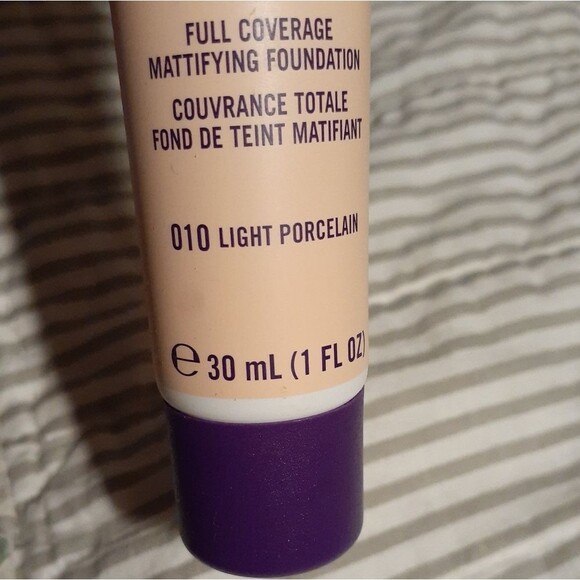 FULL COVERAGE
MATTIFYING FOUNDATION
COUVRANCE TOTALE
FOND DE TEINT MATIFIANT
010 LIGHT PORCELAIN
℮ 30 mL (1 FL OZ)